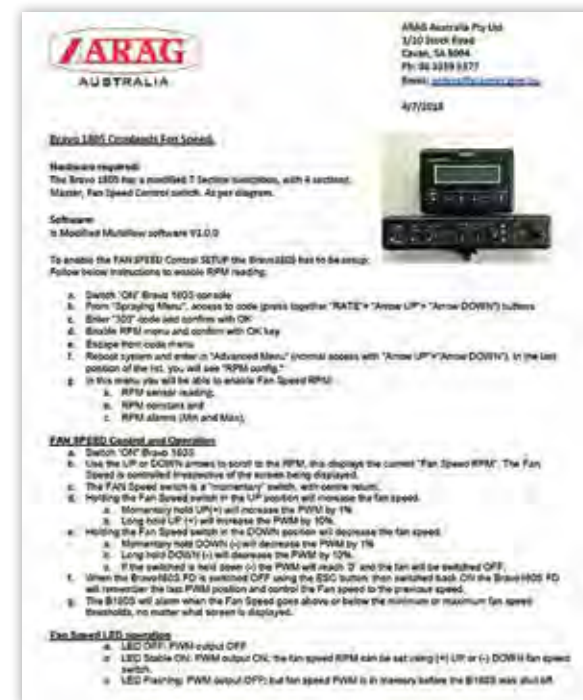 ARAG
AUSTRALIA
ARAG Australia Pty Ltd
1/10 Stock Road
Cavan, SA 5094
Ph:
Email:
4/7/2018
Bravo 180S Croplands Fan Speed.
Hardware required:
The Bravo 180S has a modified 7 Section switchbox, with 4 sections,
Master, Fan Speed Control switch. As per diagram.
Software:
is Modified Multiflow software V1.0.0
To enable the FAN SPEED Control SETUP the Bravo180S has to be setup.
Follow below instructions to enable RPM reading:
a. Switch "ON" Bravo 180S console
b. From "Spraying Menu", access to code (press together "RATE"+ "Arrow UP"+ "Arrow DOWN") buttons
c. Enter "303" code and confirm with OK
d. Enable RPM menu and confirm with OK key
e. Escape from code menu
f. Reboot system and enter in "Advanced Menu" (normal access with "Arrow UP"+"Arrow DOWN"). In the last
position of the list, you will see "RPM config."
g. In this menu you will be able to enable Fan Speed RPM:
a. RPM sensor reading,
b. RPM constant and
c. RPM alarms (Min and Max),
FAN SPEED Control and Operation
a. Switch "ON" Bravo 180S
b. Use the UP or DOWN arrows to scroll to the RPM, this displays the current "Fan Speed RPM". The Fan
Speed is controlled irrespective of the screen being displayed.
c. The FAN Speed switch is a "momentary" switch, with centre return.
d. Holding the Fan Speed switch in the UP position will increase the fan speed.
a. Momentary hold UP(+) will increase the PWM by 1%
b. Long hold UP (+) will increase the PWM by 10%.
e. Holding the Fan Speed switch in the DOWN position will decrease the fan speed.
a. Momentary hold DOWN (-) will decrease the PWM by 1%
b. Long hold DOWN (-) will decrease the PWM by 10%.
c. If the switched is held down (-) the PWM will reach '0' and the fan will be switched OFF.
f. When the Bravo180S FD is switched OFF using the ESC button, then switched back ON the Bravo180S FD
will remember the last PWM position and control the Fan speed to the previous speed.
g. The B180S will alarm when the Fan Speed goes above or below the minimum or maximum fan speed
thresholds, no matter what screen is displayed.
Fan Speed LED operation
a. LED OFF: PWM output OFF
b. LED Stable ON: PWM output ON, the fan speed RPM can be set using (+) UP or (-) DOWN fan speed
switch.
c. LED Flashing: PWM output OFF; but fan speed PWM is in memory before the B180S was shut off.